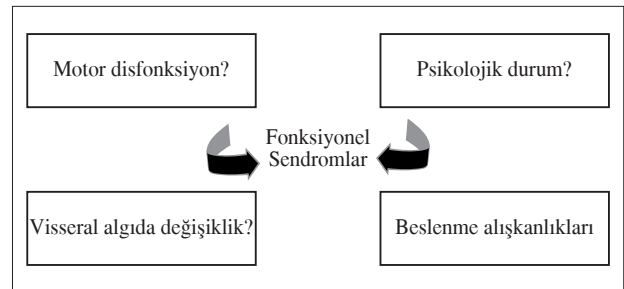 Motor disfonksiyon?
Psikolojik durum?
Fonksiyonel
Sendromlar
Visseral algıda değişiklik?
Beslenme alışkanlıkları